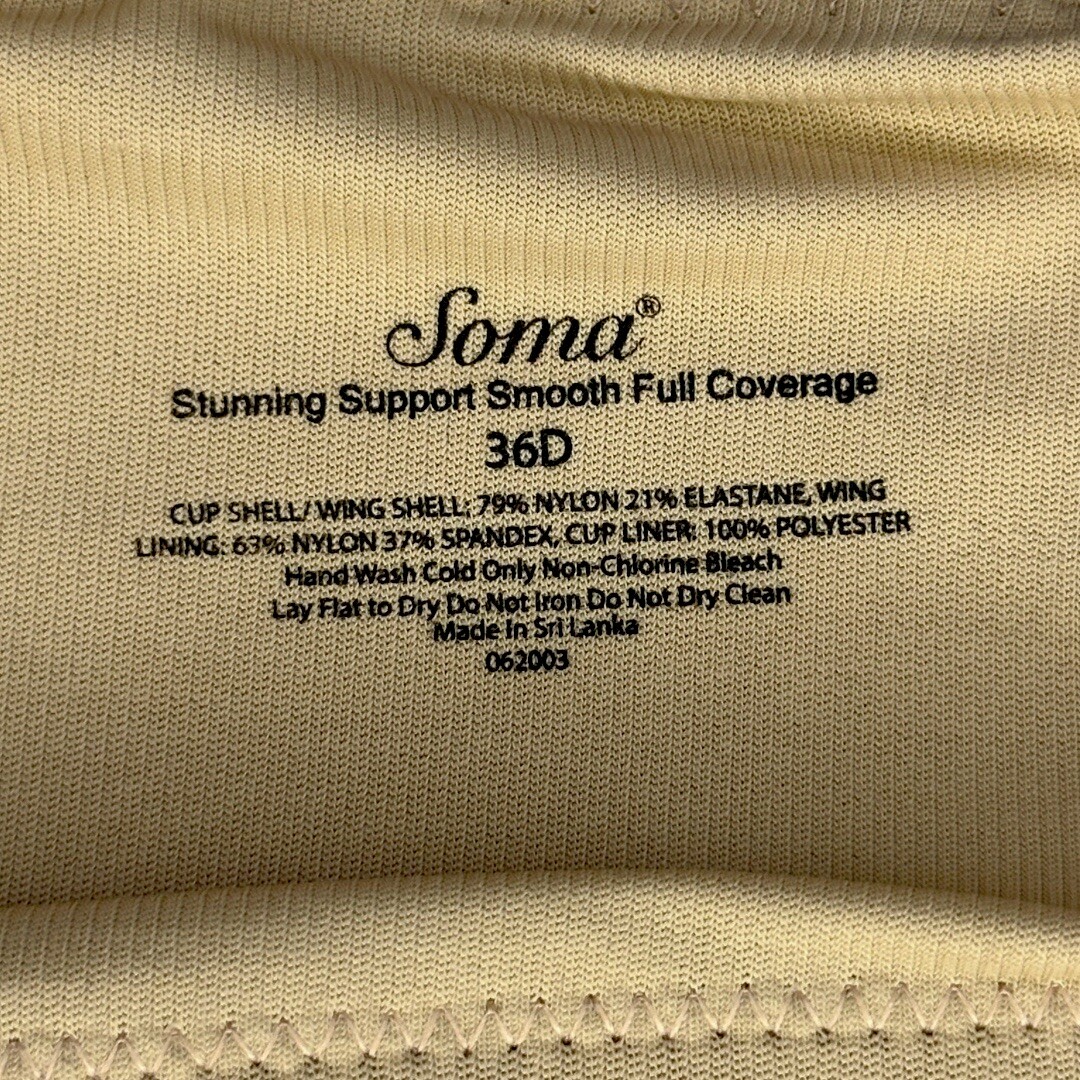 Soma®
Stunning Support Smooth Full Coverage
36D
CUP SHELL/ WING SHELL: 79% NYLON 21% ELASTANE, WING
LINING: 63% NYLON 37% SPANDEX, CUP LINER: 100% POLYESTER
Hand Wash Cold Only Non-Chlorine Bleach
Lay Flat to Dry Do Not Iron Do Not Dry Clean
Made In Sri Lanka
062003